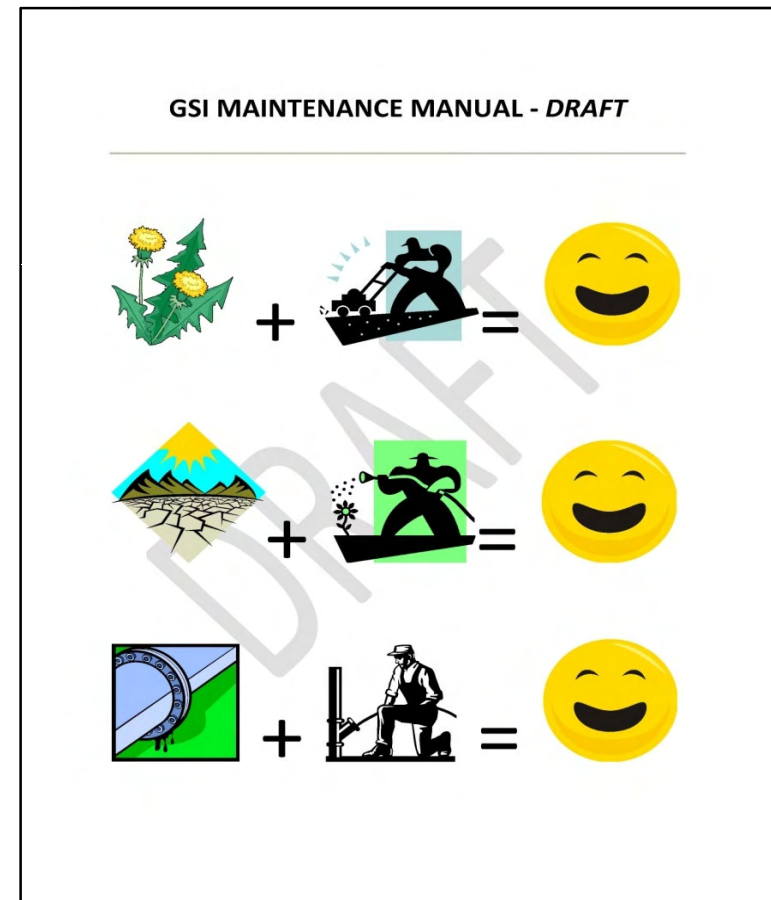 GSI MAINTENANCE MANUAL - DRAFT
+ =
DRAFT
+ =
+ =